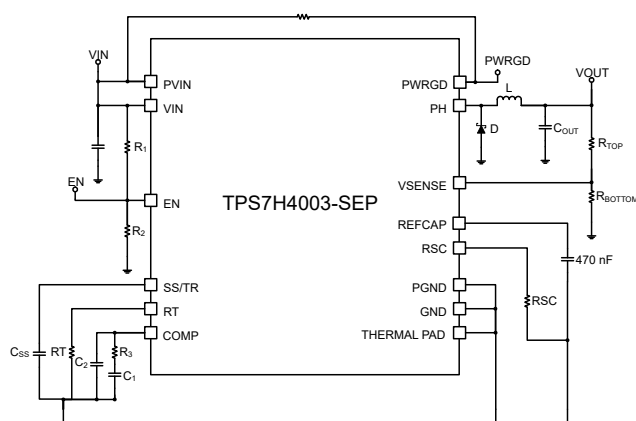 VIN
PWRGD
VOUT
PVIN
PWRGD
L
VIN
PH
D
COUT
RTOP
R1
EN
EN
TPS7H4003-SEP
VSENSE
RBOTTOM
REFCAP
R2
RSC
470 nF
SS/TR
PGND
RSC
RT
GND
COMP
THERMAL PAD
CSS
RT
C2
R3
C1